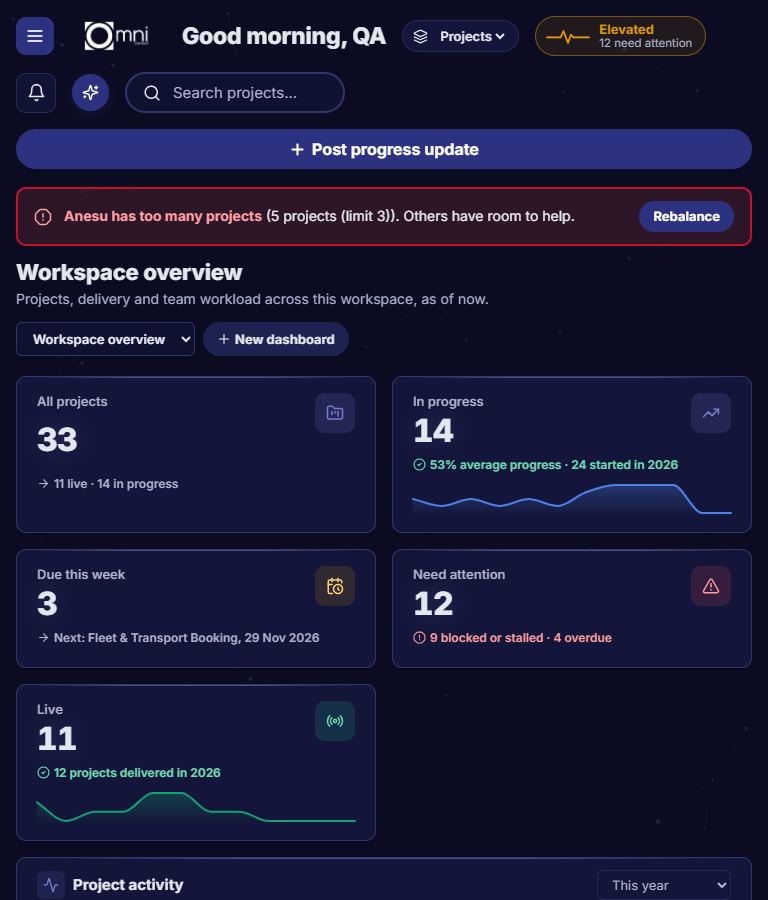 Omni
Good morning, QA
Projects
Elevated
12 need attention
Search projects...
+ Post progress update
Anesu has too many projects (5 projects (limit 3)). Others have room to help.
Rebalance
Workspace overview
Projects, delivery and team workload across this workspace, as of now.
Workspace overview
+ New dashboard
All projects
33
→ 11 live · 14 in progress
In progress
14
53% average progress · 24 started in 2026
Due this week
3
→ Next: Fleet & Transport Booking, 29 Nov 2026
Need attention
12
9 blocked or stalled · 4 overdue
Live
11
12 projects delivered in 2026
Project activity
This year